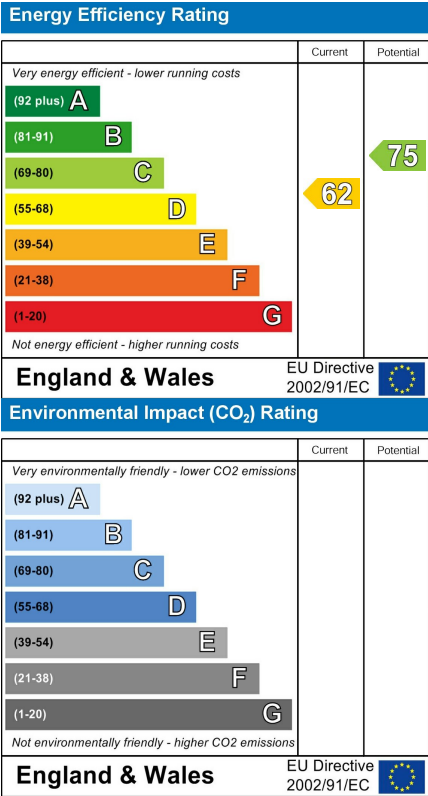 Energy Efficiency Rating
Current Potential
Very energy efficient - lower running costs
(92 plus) A
(81-91) B
(69-80) C
75
(55-68) D
62
(39-54) E
(21-38) F
(1-20) G
Not energy efficient - higher running costs
England & Wales
EU Directive
2002/91/EC
Environmental Impact (CO₂) Rating
Current Potential
Very environmentally friendly - lower CO2 emissions
(92 plus) A
(81-91) B
(69-80) C
(55-68) D
(39-54) E
(21-38) F
(1-20) G
Not environmentally friendly - higher CO2 emissions
England & Wales
EU Directive
2002/91/EC